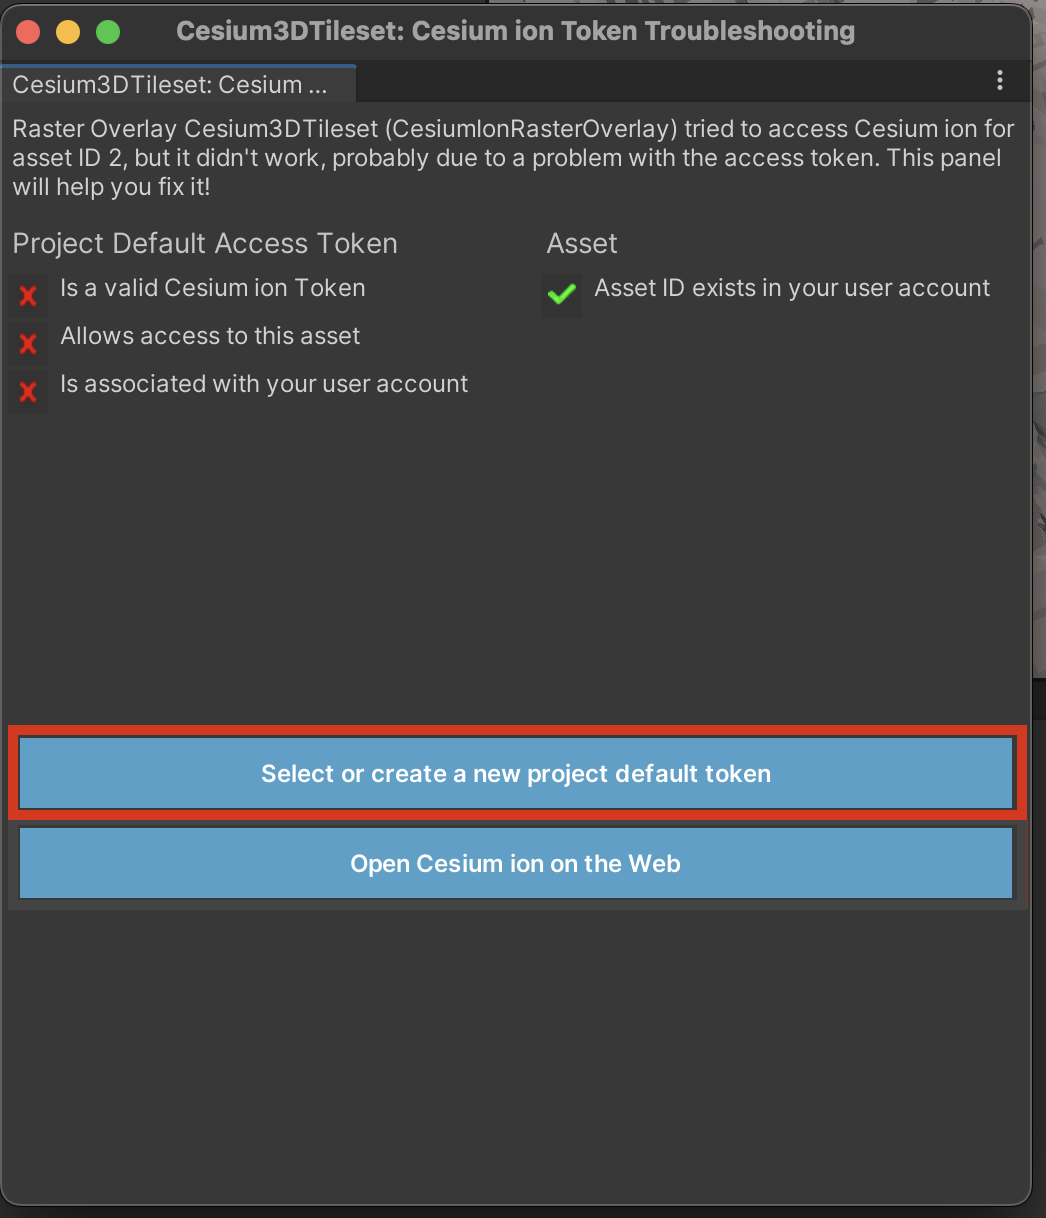 Cesium3DTileset: Cesium ion Token Troubleshooting
Cesium3DTileset: Cesium ...
Raster Overlay Cesium3DTileset (CesiumIonRasterOverlay) tried to access Cesium ion for
asset ID 2, but it didn't work, probably due to a problem with the access token. This panel
will help you fix it!
Project Default Access Token
Is a valid Cesium ion Token
Allows access to this asset
Is associated with your user account
Asset
Asset ID exists in your user account
Select or create a new project default token
Open Cesium ion on the Web